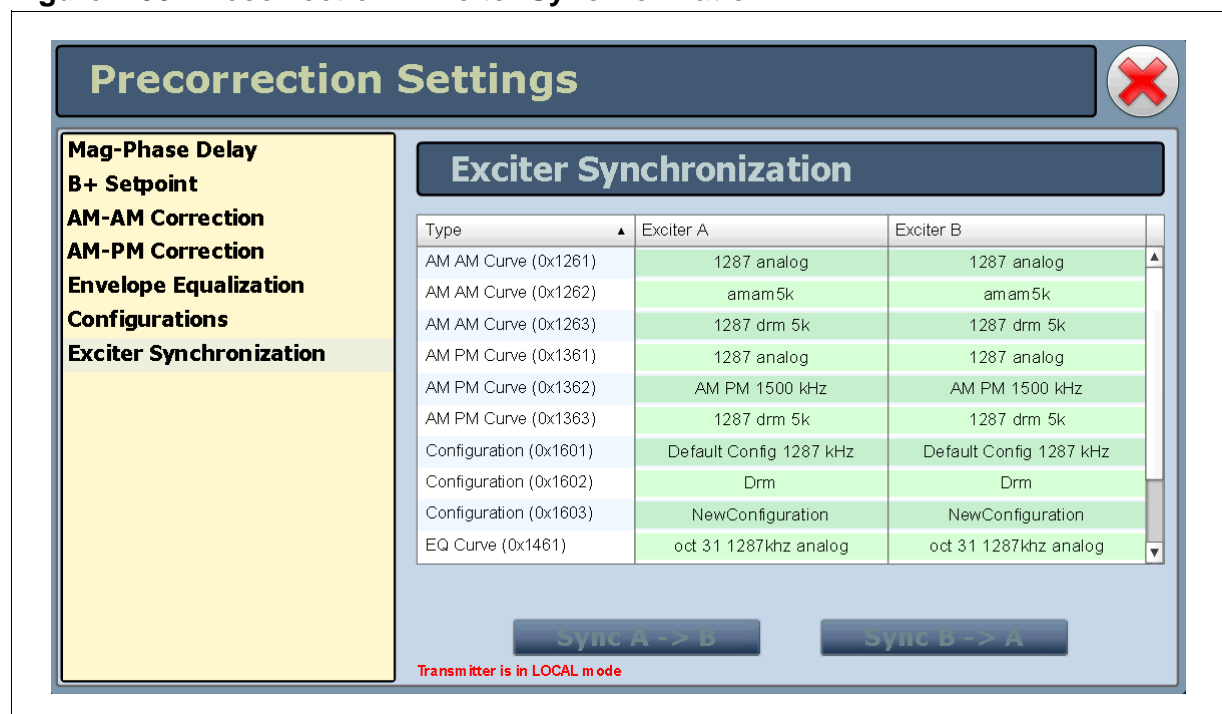 Precorrection Settings
Mag-Phase Delay
B+ Setpoint
AM-AM Correction
AM-PM Correction
Envelope Equalization
Configurations
Exciter Synchronization
Exciter Synchronization
Type Exciter A Exciter B
AM AM Curve (0x1261) 1287 analog 1287 analog
AM AM Curve (0x1262) amam5k amam5k
AM AM Curve (0x1263) 1287 drm 5k 1287 drm 5k
AM PM Curve (0x1361) 1287 analog 1287 analog
AM PM Curve (0x1362) AM PM 1500 kHz AM PM 1500 kHz
AM PM Curve (0x1363) 1287 drm 5k 1287 drm 5k
Configuration (0x1601) Default Config 1287 kHz Default Config 1287 kHz
Configuration (0x1602) Drm Drm
Configuration (0x1603) NewConfiguration NewConfiguration
EQ Curve (0x1461) oct 31 1287khz analog oct 31 1287khz analog
Sync A -> B Sync B -> A
Transmitter is in LOCAL mode